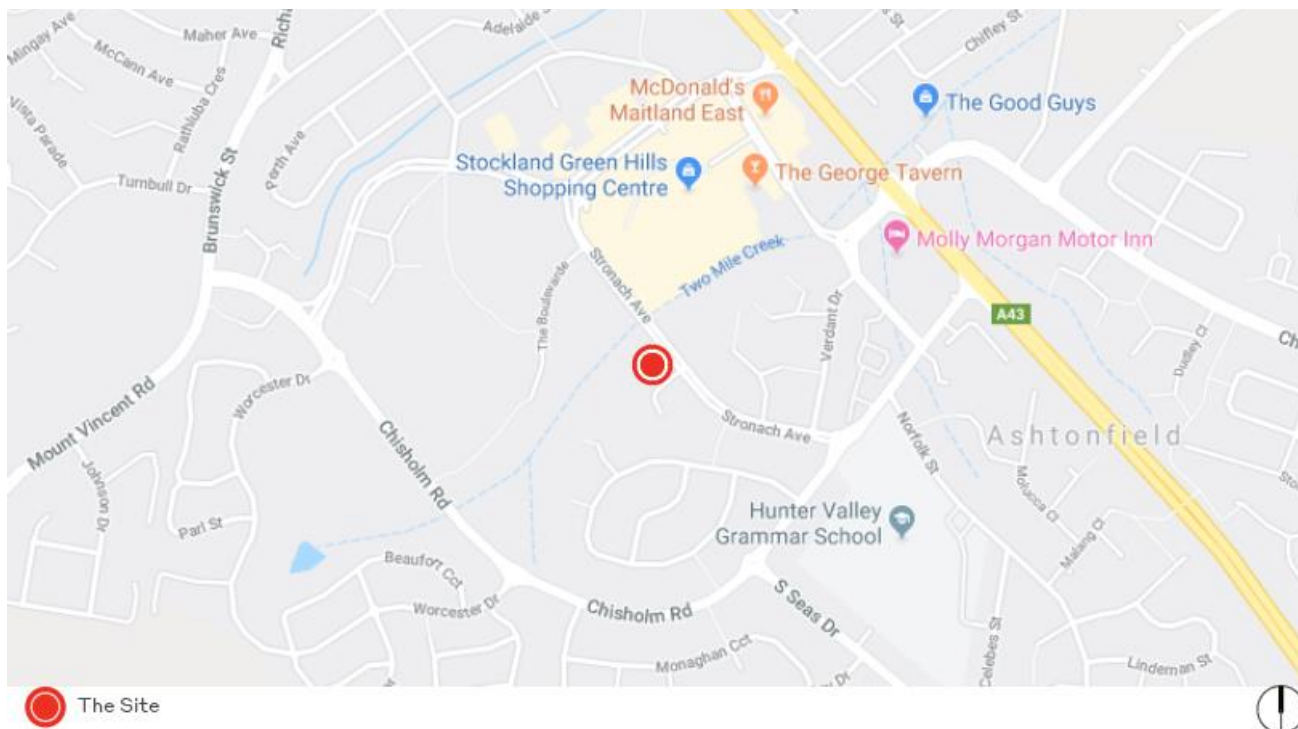 Mingay Ave
Maher Ave
McCann Ave
Rathluba Cres
Vista Parade
Turnbull Dr
Perth Ave
Brunswick St
McDonald's
Maitland East
The Good Guys
Chifley St
Stockland Green Hills
Shopping Centre
The George Tavern
Molly Morgan Motor Inn
Two Mile Creek
Stronach Ave
The Boulevarde
Verdant Dr
A43
Dudley Cl
Mount Vincent Rd
Worcester Dr
Chisholm Rd
Stronach Ave
Norfolk St
Ashtonfield
Johnson Dr
Parl St
Molucca Cl
Malang Cl
Hunter Valley
Grammar School
Beaufort Cct
Worcester Dr
Chisholm Rd
S Seas Dr
Monaghan Cct
Celebes St
Lindeman St
The Site